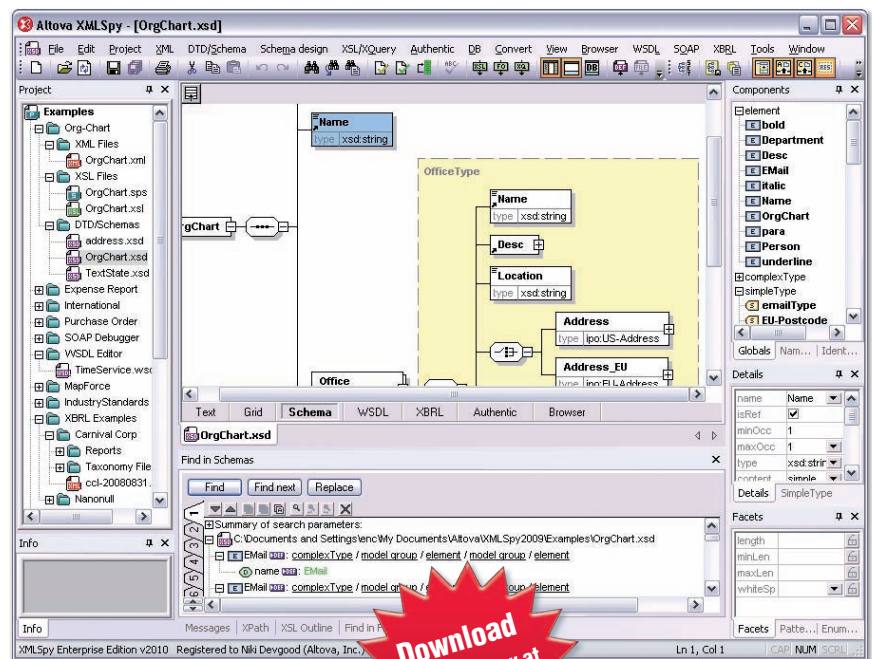 Altova XMLSpy - [OrgChart.xsd]
File Edit Project XML DTD/Schema Schema design XSL/XQuery Authentic DB Convert View Browser WSDL SOAP XBRL Tools Window
Project
Examples
Org-Chart
XML Files
OrgChart.xml
XSL Files
OrgChart.sps
OrgChart.xsl
DTD/Schemas
address.xsd
OrgChart.xsd
TextState.xsd
Expense Report
International
Purchase Order
SOAP Debugger
WSDL Editor
TimeService.wsd
MapForce
IndustryStandards
XBRL Examples
Carnival Corp
Reports
Taxonomy File
ccl-20080831.
Nanonull
Info
Info
Name
type xsd:string
rgChart
OfficeType
Name
type xsd:string
Desc
Location
type xsd:string
Address
type ipo:US-Address
Address_EU
type ipo:EU-Address
Office
Text Grid Schema WSDL XBRL Authentic Browser
OrgChart.xsd
Find in Schemas
Find Find next Replace
Summary of search parameters:
C:\Documents and Settings\enc\My Documents\Altova\XMLSpy2009\Examples\OrgChart.xsd
EMail DEF: complexType / model group / element / model group / element
name DEF: EMail
EMail DEF: complexType / model group / element
Messages XPath XSL Outline Find in F
Components
element
bold
Department
Desc
EMail
italic
Name
OrgChart
para
Person
underline
complexType
simpleType
emailType
EU-Postcode
Globals Nam... Ident...
Details
name Name
isRef
minOcc 1
maxOcc 1
type xsd:strir
content simple
Details SimpleType
Facets
length
minLen
maxLen
whiteSp
Facets Patte... Enum...
Download
XMLSpy Enterprise Edition v2010 Registered to Niki Devgood (Altova, Inc.)
Ln 1, Col 1 CAP NUM SCRL